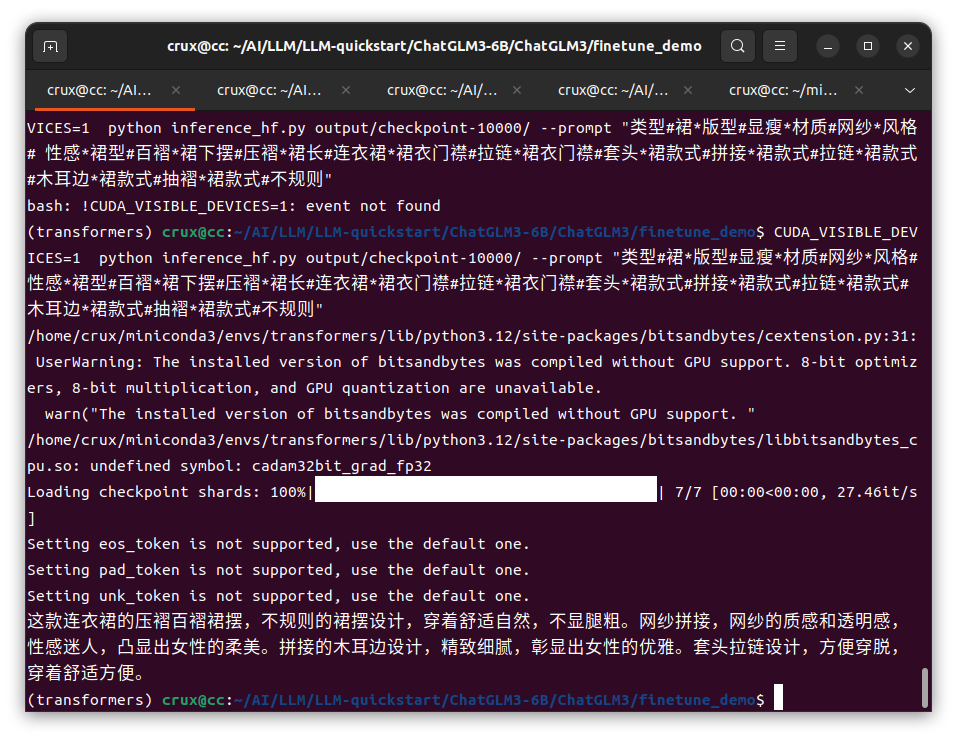 crux@cc: ~/AI/LLM/LLM-quickstart/ChatGLM3-6B/ChatGLM3/finetune_demo
crux@cc: ~/AI… crux@cc: ~/AI… crux@cc: ~/AI/… crux@cc: ~/AI/… crux@cc: ~/mi…
VICES=1  python inference_hf.py output/checkpoint-10000/ --prompt "类型#裙*版型#显瘦*材质#网纱*风格
# 性感*裙型#百褶*裙下摆#压褶*裙长#连衣裙*裙衣门襟#拉链*裙衣门襟#套头*裙款式#拼接*裙款式#拉链*裙款式
#木耳边*裙款式#抽褶*裙款式#不规则"
bash: !CUDA_VISIBLE_DEVICES=1: event not found
(transformers) crux@cc:~/AI/LLM/LLM-quickstart/ChatGLM3-6B/ChatGLM3/finetune_demo$ CUDA_VISIBLE_DEV
ICES=1  python inference_hf.py output/checkpoint-10000/ --prompt "类型#裙*版型#显瘦*材质#网纱*风格#
性感*裙型#百褶*裙下摆#压褶*裙长#连衣裙*裙衣门襟#拉链*裙衣门襟#套头*裙款式#拼接*裙款式#拉链*裙款式#
木耳边*裙款式#抽褶*裙款式#不规则"
/home/crux/miniconda3/envs/transformers/lib/python3.12/site-packages/bitsandbytes/cextension.py:31:
 UserWarning: The installed version of bitsandbytes was compiled without GPU support. 8-bit optimiz
ers, 8-bit multiplication, and GPU quantization are unavailable.
  warn("The installed version of bitsandbytes was compiled without GPU support. "
/home/crux/miniconda3/envs/transformers/lib/python3.12/site-packages/bitsandbytes/libbitsandbytes_c
pu.so: undefined symbol: cadam32bit_grad_fp32
Loading checkpoint shards: 100%| | 7/7 [00:00<00:00, 27.46it/s
]
Setting eos_token is not supported, use the default one.
Setting pad_token is not supported, use the default one.
Setting unk_token is not supported, use the default one.
这款连衣裙的压褶百褶裙摆，不规则的裙摆设计，穿着舒适自然，不显腿粗。网纱拼接，网纱的质感和透明感，
性感迷人，凸显出女性的柔美。拼接的木耳边设计，精致细腻，彰显出女性的优雅。套头拉链设计，方便穿脱，
穿着舒适方便。
(transformers) crux@cc:~/AI/LLM/LLM-quickstart/ChatGLM3-6B/ChatGLM3/finetune_demo$